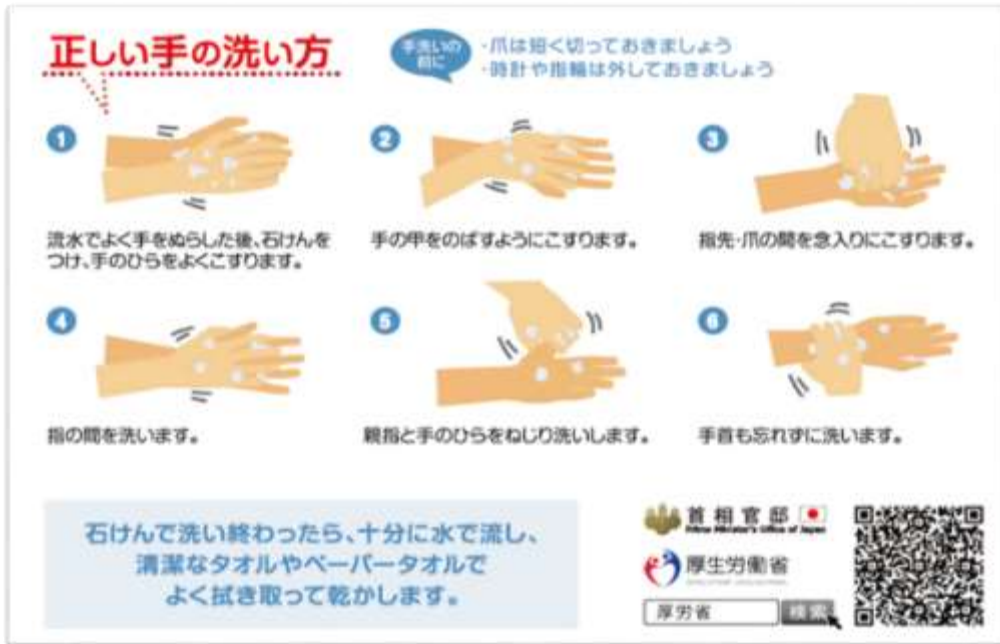 正しい手の洗い方
手洗いの
前に
・爪は短く切っておきましょう
・時計や指輪は外しておきましょう
1
流水でよく手をぬらした後、石けんを
つけ、手のひらをよくこすります。
2
手の甲をのばすようにこすります。
3
指先・爪の間を念入りにこすります。
4
指の間を洗います。
5
親指と手のひらをねじり洗いします。
6
手首も忘れずに洗います。
石けんで洗い終わったら、十分に水で流し、
清潔なタオルやペーパータオルで
よく拭き取って乾かします。
首相官邸
Prime Minister's Office of Japan
厚生労働省
厚労省 検索